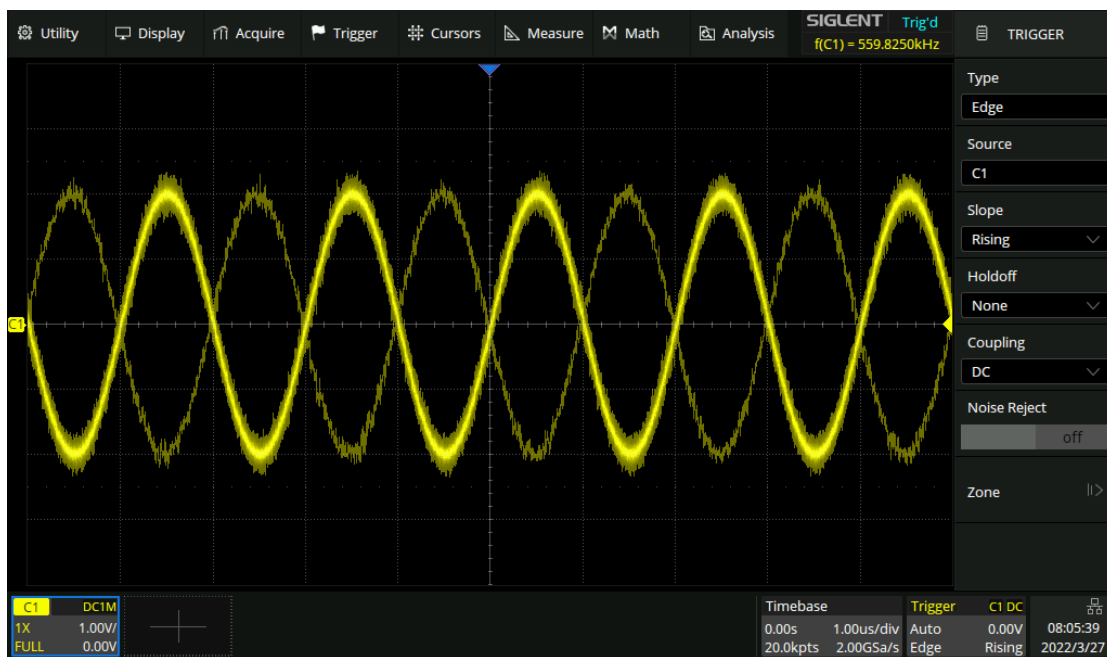 Utility Display Acquire Trigger Cursors Measure Math Analysis
SIGLENT Trig'd
f(C1) = 559.8250kHz
TRIGGER
Type
Edge
Source
C1
Slope
Rising
Holdoff
None
Coupling
DC
Noise Reject
off
Zone
C1
C1 DC1M
1X 1.00V/
FULL 0.00V
Timebase
0.00s 1.00us/div
20.0kpts 2.00GSa/s
Trigger C1 DC
Auto 0.00V
Edge Rising
08:05:39
2022/3/27